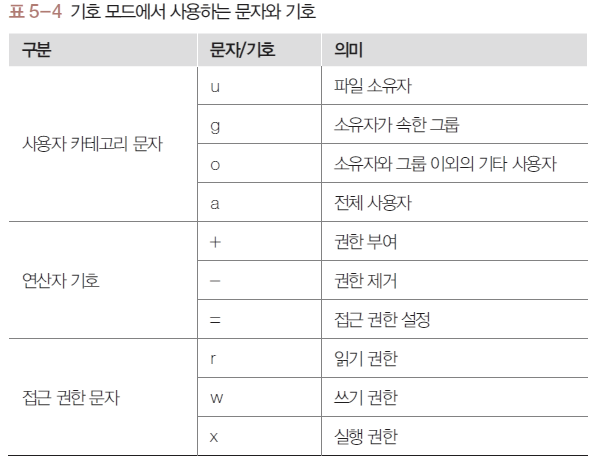 표 5-4 기호 모드에서 사용하는 문자와 기호
구분 문자/기호 의미
사용자 카테고리 문자
u 파일 소유자
g 소유자가 속한 그룹
o 소유자와 그룹 이외의 기타 사용자
a 전체 사용자
연산자 기호
+ 권한 부여
- 권한 제거
= 접근 권한 설정
접근 권한 문자
r 읽기 권한
w 쓰기 권한
x 실행 권한